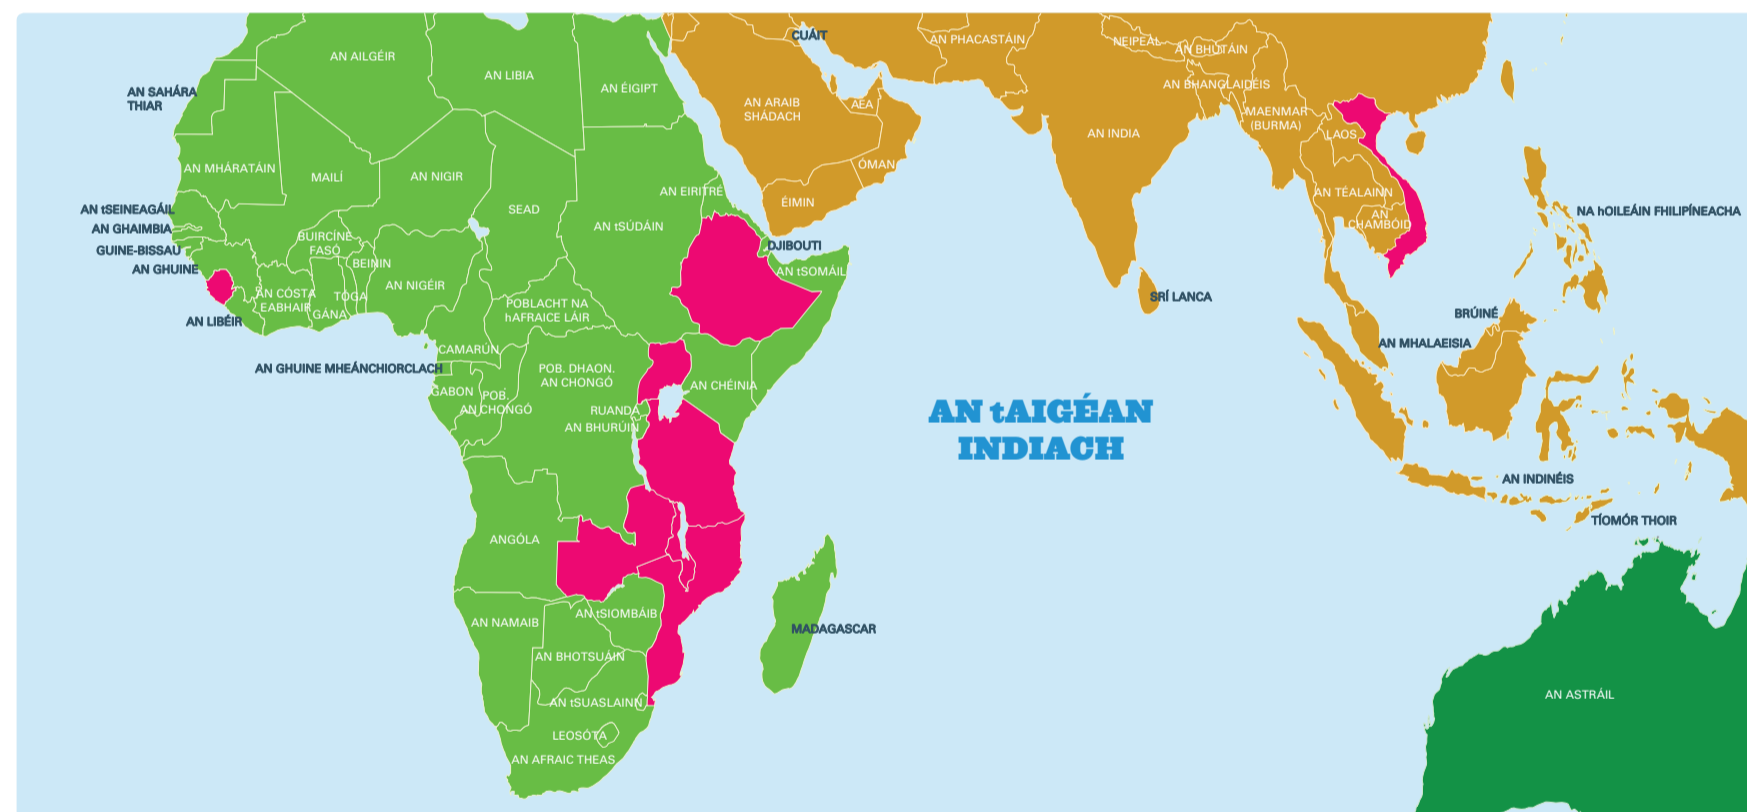 CUÁIT
AN PHACASTÁIN
NEIPEAL
AN BHÚTÁIN
AN AILGÉIR
AN LIBIA
AN ÉIGIPT
AN BHANGLAIDÉIS
AN SAHÁRA
THIAR
AN ARAIB
SHÁDACH
AEA
MAENMAR
(BURMA)
AN INDIA
LAOS
AN MHÁRATÁIN
MAILÍ
AN NIGIR
ÓMAN
AN EIRITRÉ
AN TÉALAINN
ÉIMIN
AN tSEINEAGÁIL
SEAD
AN tSÚDÁIN
AN
CHAMBÓID
NA hOILEÁIN FHILIPÍNEACHA
AN GHAIMBIA
BUIRCÍNE
FASÓ
GUINE-BISSAU
DJIBOUTI
BEININ
AN GHUINE
AN tSOMÁIL
AN NIGÉIR
AN CÓSTA
EABHAIR
TÓGA
SRÍ LANCA
POBLACHT NA
hAFRAICE LÁIR
GÁNA
BRÚINÉ
AN LIBÉIR
AN MHALAEISIA
CAMARÚN
AN GHUINE MHEÁNCHIORCLACH
POB. DHAON.
AN CHONGÓ
AN CHÉINIA
GABON
POB.
AN CHONGÓ
RUANDA
AN BHURÚIN
AN tAIGÉAN
INDIACH
AN INDINÉIS
TÍOMÓR THOIR
ANGÓLA
AN tSIOMBÁIB
AN NAMAIB
MADAGASCAR
AN BHOTSUÁIN
AN ASTRÁIL
AN tSUASLAINN
LEOSÓTA
AN AFRAIC THEAS